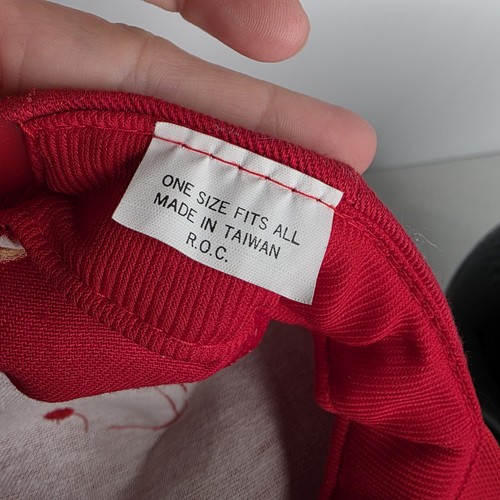 ONE SIZE FITS ALL
MADE IN TAIWAN
R.O.C.